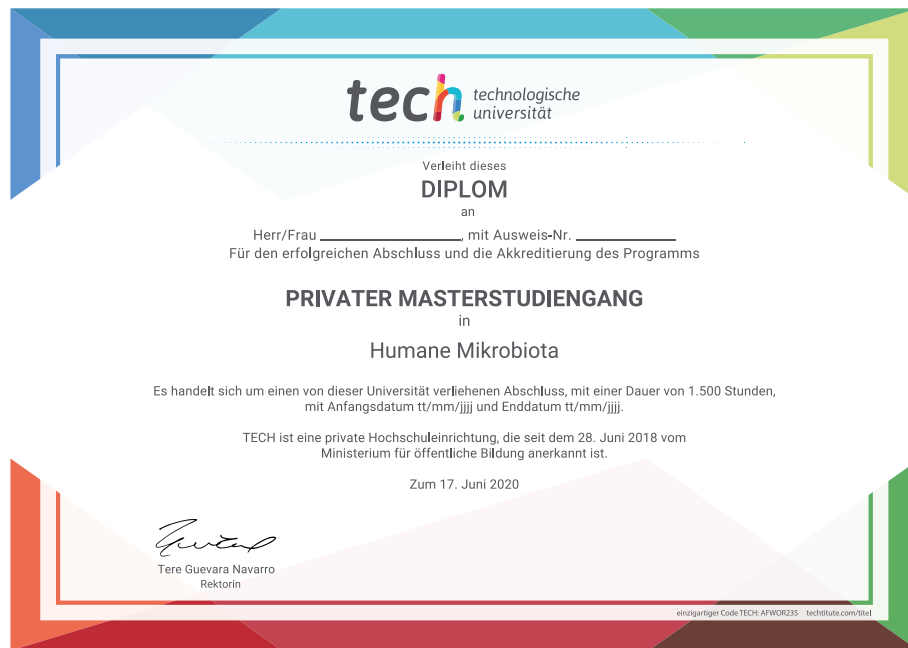 tech technologische
universität
Verleiht dieses
DIPLOM
an
Herr/Frau ____________, mit Ausweis-Nr. ____________
Für den erfolgreichen Abschluss und die Akkreditierung des Programms
PRIVATER MASTERSTUDIENGANG
in
Humane Mikrobiota
Es handelt sich um einen von dieser Universität verliehenen Abschluss, mit einer Dauer von 1.500 Stunden,
mit Anfangsdatum tt/mm/jjjj und Enddatum tt/mm/jjjj.
TECH ist eine private Hochschuleinrichtung, die seit dem 28. Juni 2018 vom
Ministerium für öffentliche Bildung anerkannt ist.
Zum 17. Juni 2020
Tere Guevara Navarro
Rektorin
einzigartiger Code TECH: AFWOR23S techtitute.com/titel